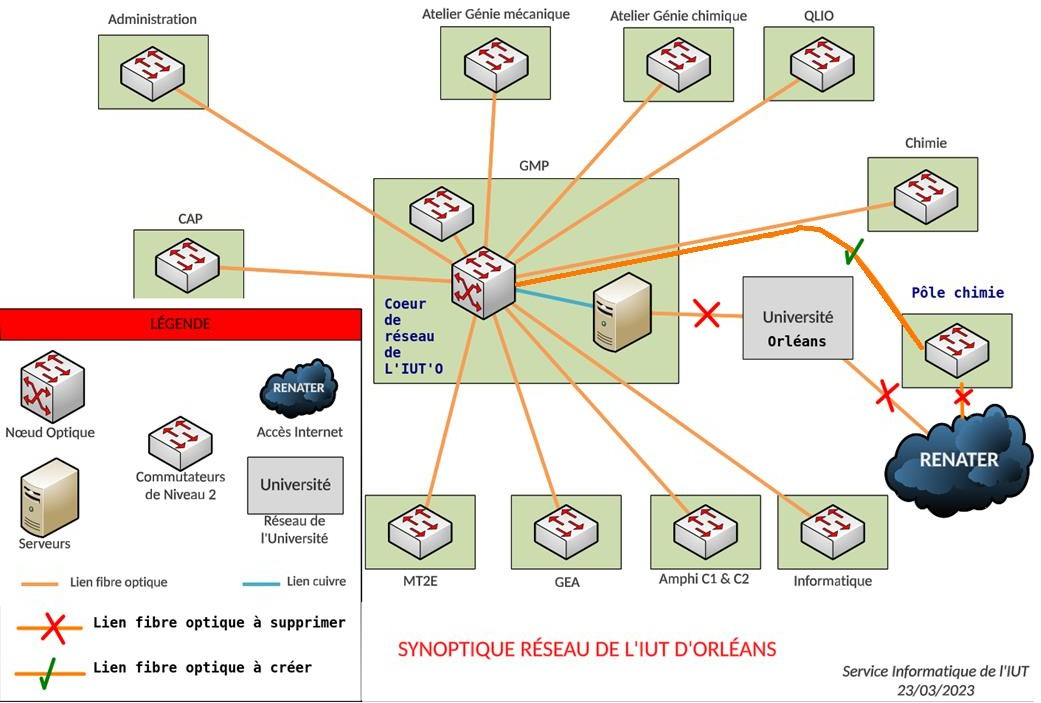 Administration
Atelier Génie mécanique
Atelier Génie chimique
QLIO
Chimie
GMP
CAP
Coeur
de
réseau
de
L'IUT'O
Université
Orléans
Pôle chimie
RENATER
LÉGENDE
Nœud Optique
RENATER
Accès Internet
Commutateurs
de Niveau 2
Serveurs
Université
Réseau de
l'Université
Lien fibre optique
Lien cuivre
Lien fibre optique à supprimer
Lien fibre optique à créer
MT2E
GEA
Amphi C1 & C2
Informatique
SYNOPTIQUE RÉSEAU DE L'IUT D'ORLÉANS
Service Informatique de l'IUT
23/03/2023